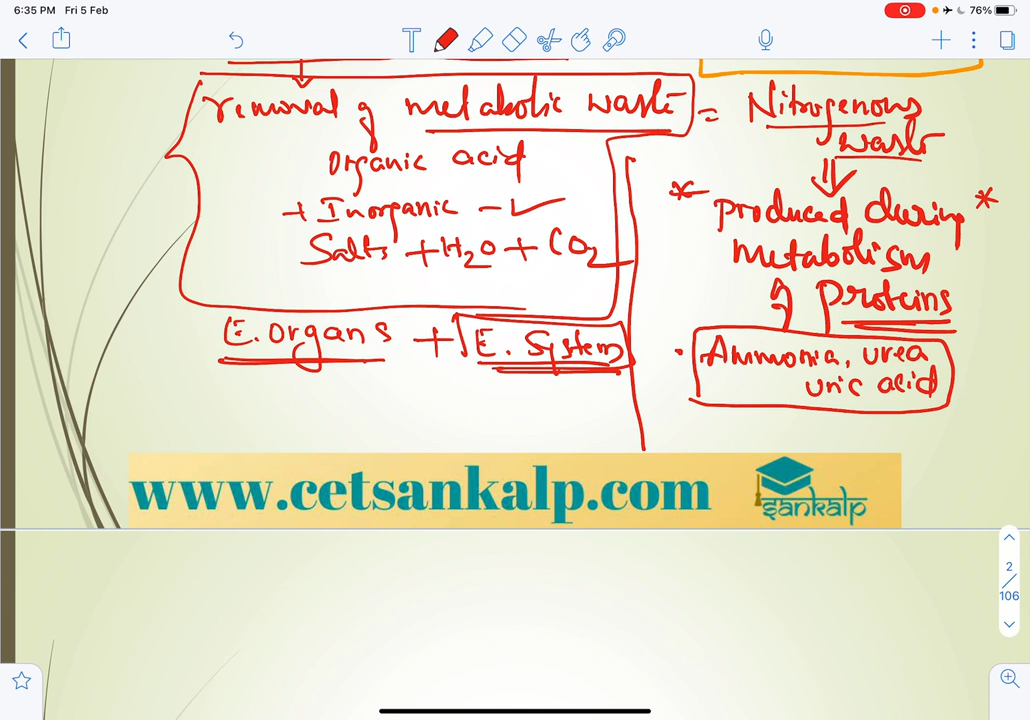 6:35 PM Fri 5 Feb
76%
removal of metabolic waste = Nitrogenous
waste
organic acid
+ Inorganic -
Salts + H2O + CO2
* produced during *
metabolism
of proteins
E. organs + E. System
. Ammonia, urea
uric acid
www.cetsankalp.com
sankalp
2
106